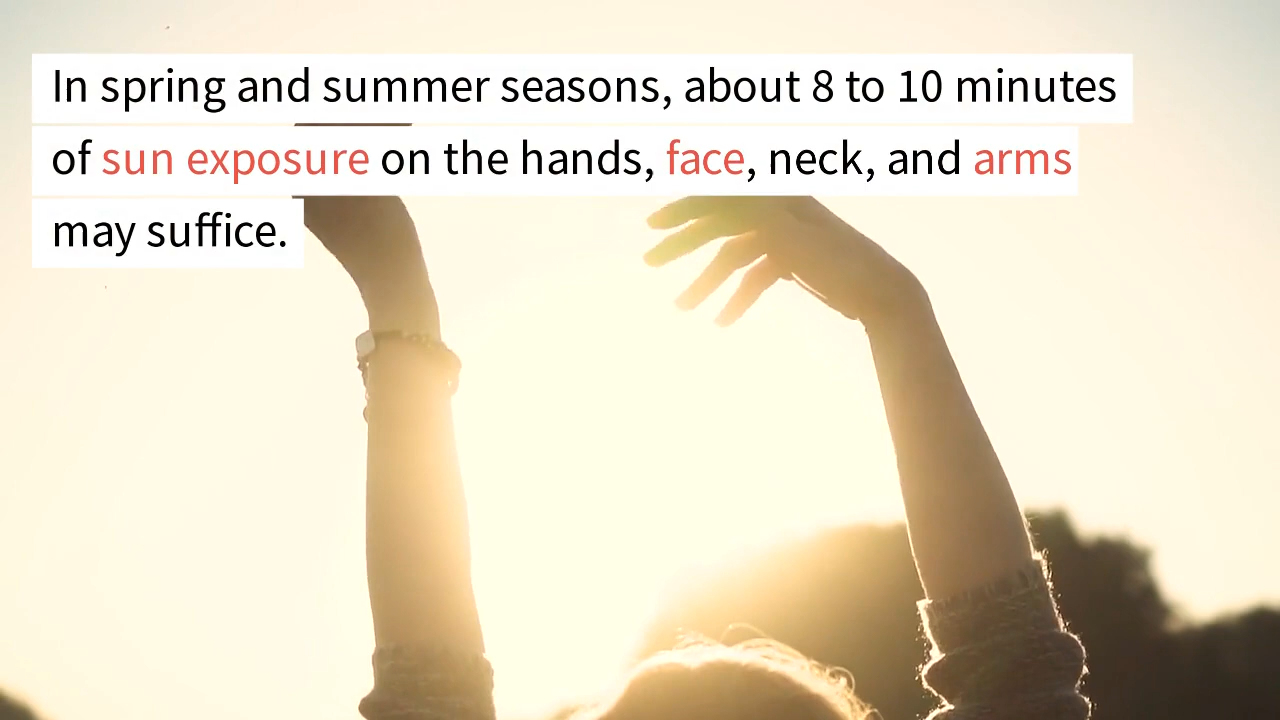 In spring and summer seasons, about 8 to 10 minutes
of sun exposure on the hands, face, neck, and arms
may suffice.